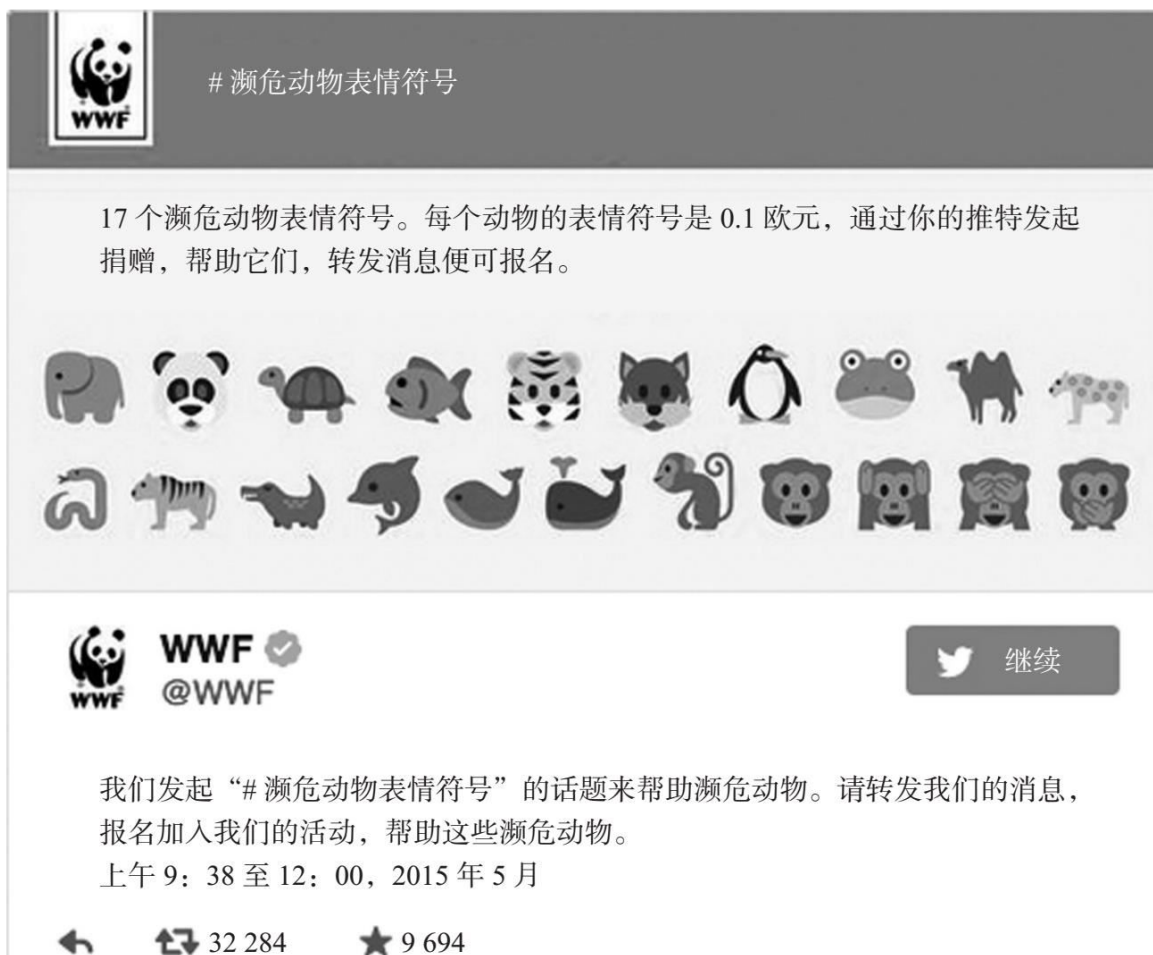 WWF
# 濒危动物表情符号
17 个濒危动物表情符号。每个动物的表情符号是 0.1 欧元，通过你的推特发起
捐赠，帮助它们，转发消息便可报名。
WWF
WWF
@WWF
继续
我们发起“# 濒危动物表情符号”的话题来帮助濒危动物。请转发我们的消息，
报名加入我们的活动，帮助这些濒危动物。
上午 9：38 至 12：00，2015 年 5 月
32 284
9 694